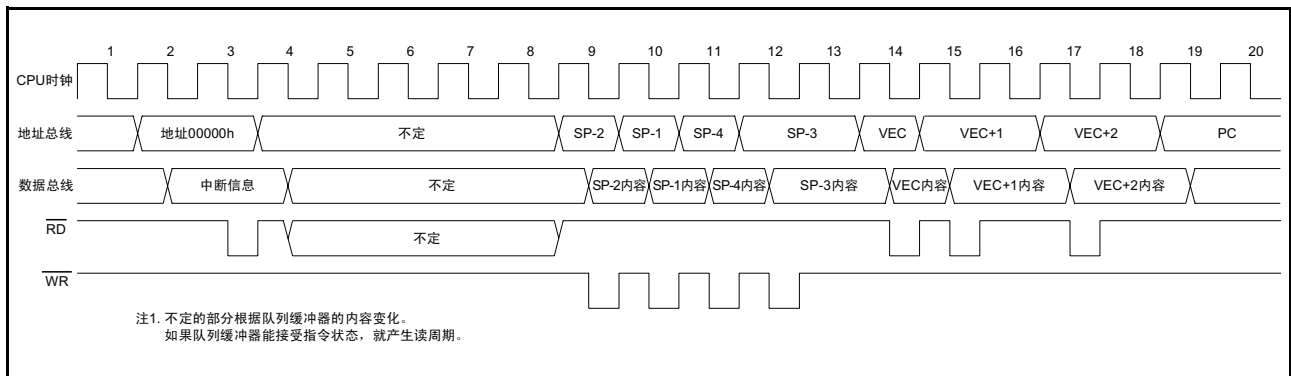 1 2 3 4 5 6 7 8 9 10 11 12 13 14 15 16 17 18 19 20
CPU时钟
地址总线 地址00000h 不定 SP-2 SP-1 SP-4 SP-3 VEC VEC+1 VEC+2 PC
数据总线 中断信息 不定 SP-2内容 SP-1内容 SP-4内容 SP-3内容 VEC内容 VEC+1内容 VEC+2内容
RD 不定
WR
注1. 不定的部分根据队列缓冲器的内容变化。
如果队列缓冲器能接受指令状态，就产生读周期。